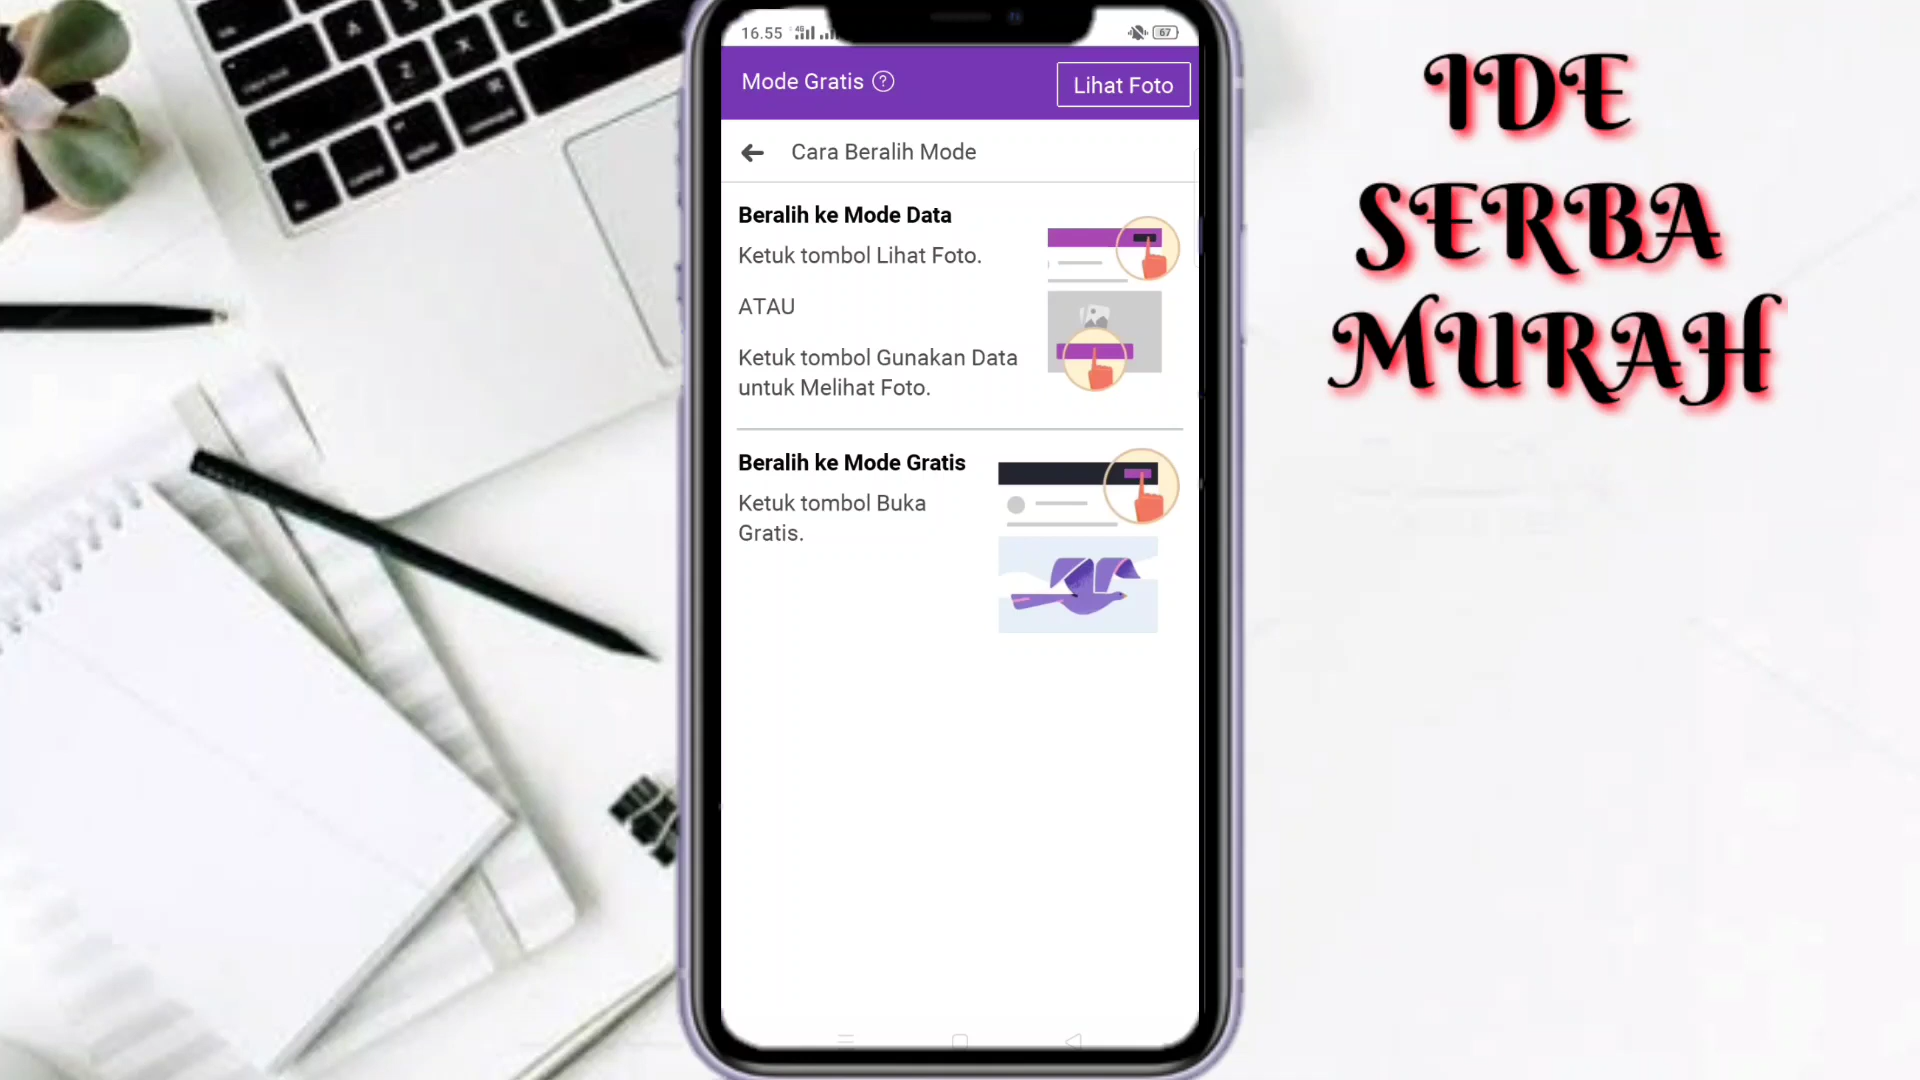 16.55
67
Mode Gratis ?
Lihat Foto
Cara Beralih Mode
Beralih ke Mode Data
Ketuk tombol Lihat Foto.
ATAU
Ketuk tombol Gunakan Data
untuk Melihat Foto.
Beralih ke Mode Gratis
Ketuk tombol Buka
Gratis.
IDE
SERBA
MURAH
A
S
Z
X
C